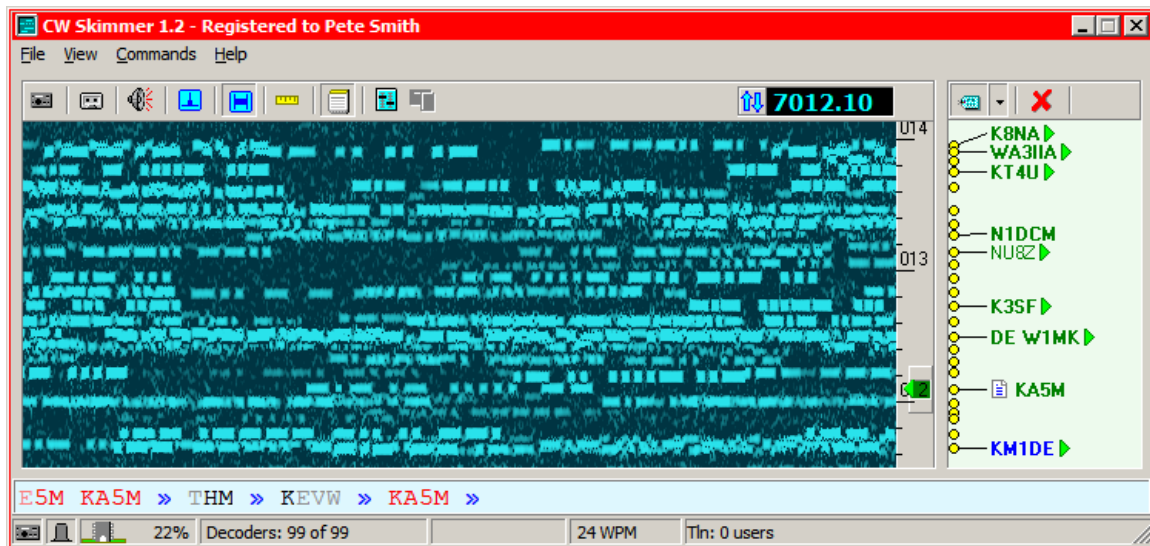 CW Skimmer 1.2 - Registered to Pete Smith
File View Commands Help
7012.10
014
K8NA
WA3IIA
KT4U
N1DCM
013
NU8Z
K3SF
DE W1MK
KA5M
KM1DE
E5M KA5M » THM » KEVW » KA5M »
22% Decoders: 99 of 99 24 WPM Tln: 0 users